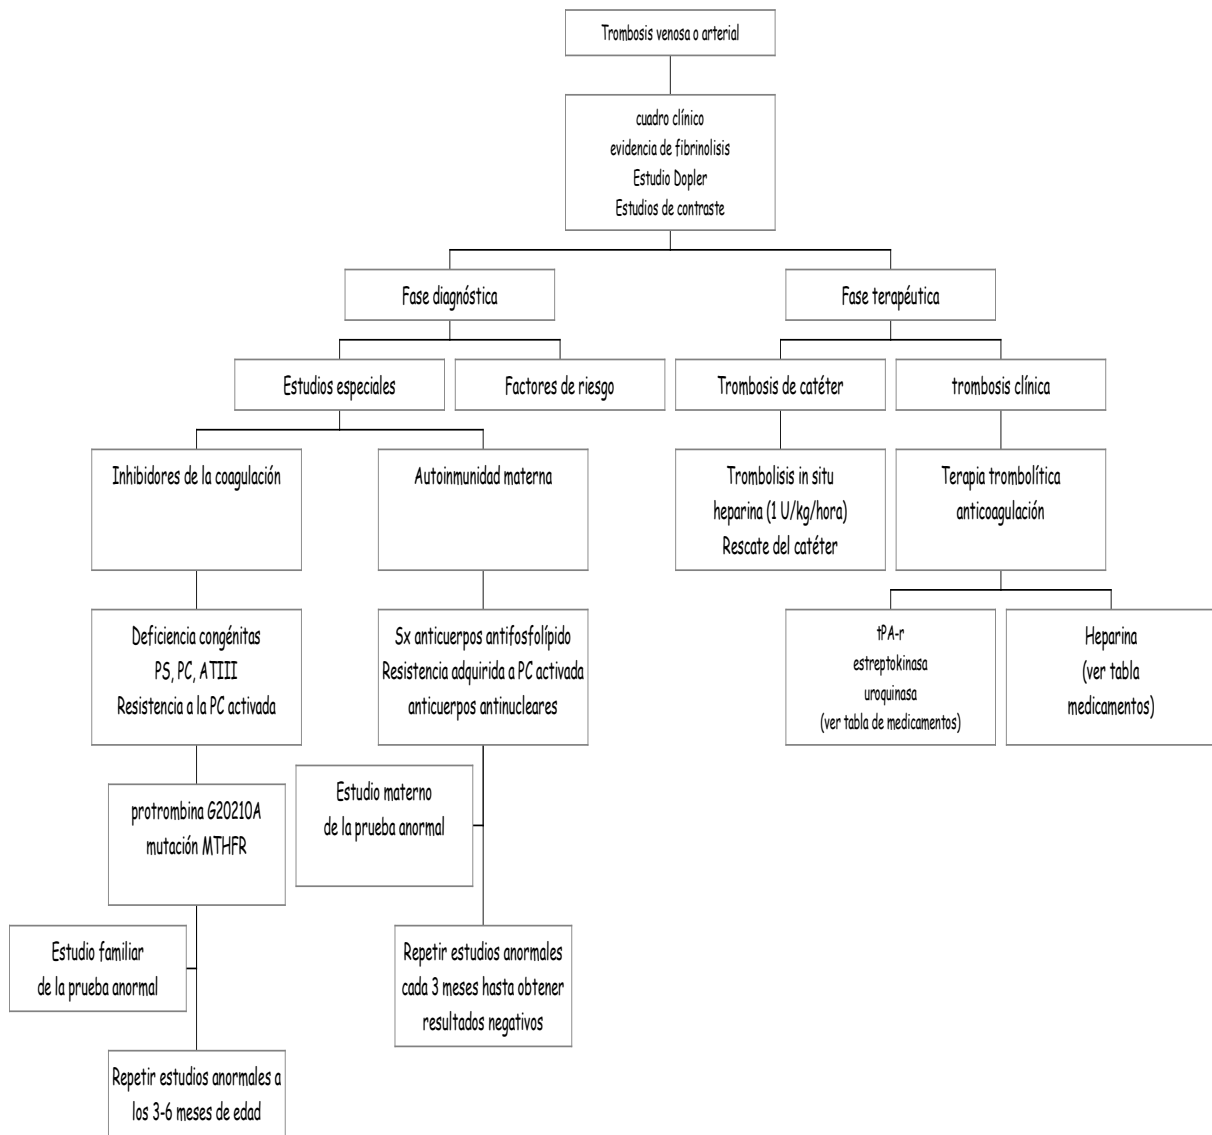 Trombosis venosa o arterial
cuadro clínico
evidencia de fibrinolisis
Estudio Dopler
Estudios de contraste
Fase diagnóstica
Fase terapéutica
Estudios especiales
Factores de riesgo
Trombosis de catéter
trombosis clínica
Inhibidores de la coagulación
Autoinmunidad materna
Trombolisis in situ
heparina (1 U/kg/hora)
Rescate del catéter
Terapia trombolítica
anticoagulación
Deficiencia congénitas
PS, PC, ATIII
Resistencia a la PC activada
Sx anticuerpos antifosfolípido
Resistencia adquirida a PC activada
anticuerpos antinucleares
tPA-r
estreptokinasa
uroquinasa
(ver tabla de medicamentos)
Heparina
(ver tabla
medicamentos)
protrombina G20210A
mutación MTHFR
Estudio materno
de la prueba anormal
Estudio familiar
de la prueba anormal
Repetir estudios anormales
cada 3 meses hasta obtener
resultados negativos
Repetir estudios anormales a
los 3-6 meses de edad